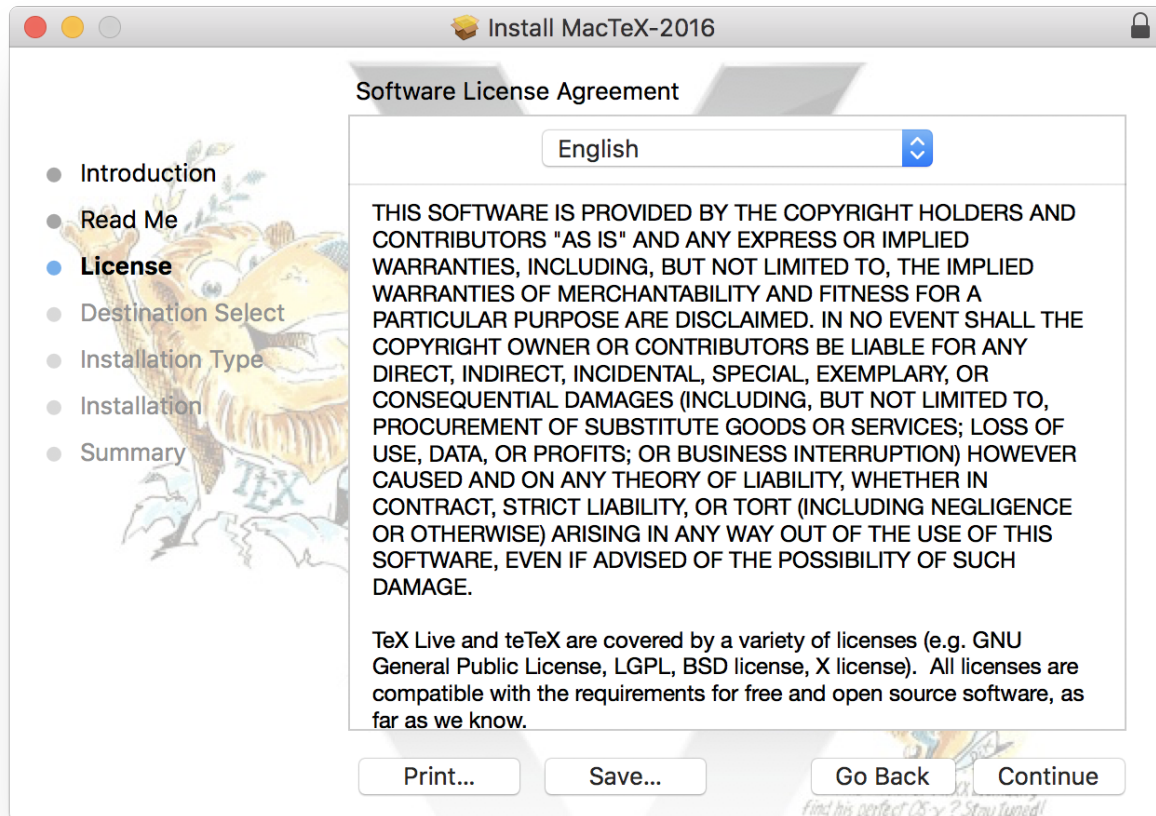 Install MacTeX-2016
Software License Agreement
Introduction
Read Me
License
Destination Select
Installation Type
Installation
Summary
TEX
English
THIS SOFTWARE IS PROVIDED BY THE COPYRIGHT HOLDERS AND
CONTRIBUTORS "AS IS" AND ANY EXPRESS OR IMPLIED
WARRANTIES, INCLUDING, BUT NOT LIMITED TO, THE IMPLIED
WARRANTIES OF MERCHANTABILITY AND FITNESS FOR A
PARTICULAR PURPOSE ARE DISCLAIMED. IN NO EVENT SHALL THE
COPYRIGHT OWNER OR CONTRIBUTORS BE LIABLE FOR ANY
DIRECT, INDIRECT, INCIDENTAL, SPECIAL, EXEMPLARY, OR
CONSEQUENTIAL DAMAGES (INCLUDING, BUT NOT LIMITED TO,
PROCUREMENT OF SUBSTITUTE GOODS OR SERVICES; LOSS OF
USE, DATA, OR PROFITS; OR BUSINESS INTERRUPTION) HOWEVER
CAUSED AND ON ANY THEORY OF LIABILITY, WHETHER IN
CONTRACT, STRICT LIABILITY, OR TORT (INCLUDING NEGLIGENCE
OR OTHERWISE) ARISING IN ANY WAY OUT OF THE USE OF THIS
SOFTWARE, EVEN IF ADVISED OF THE POSSIBILITY OF SUCH
DAMAGE.
TeX Live and teTeX are covered by a variety of licenses (e.g. GNU
General Public License, LGPL, BSD license, X license).  All licenses are
compatible with the requirements for free and open source software, as
far as we know.
Print...
Save...
Go Back
Continue
find his perfect OS-y ? Stay tuned!